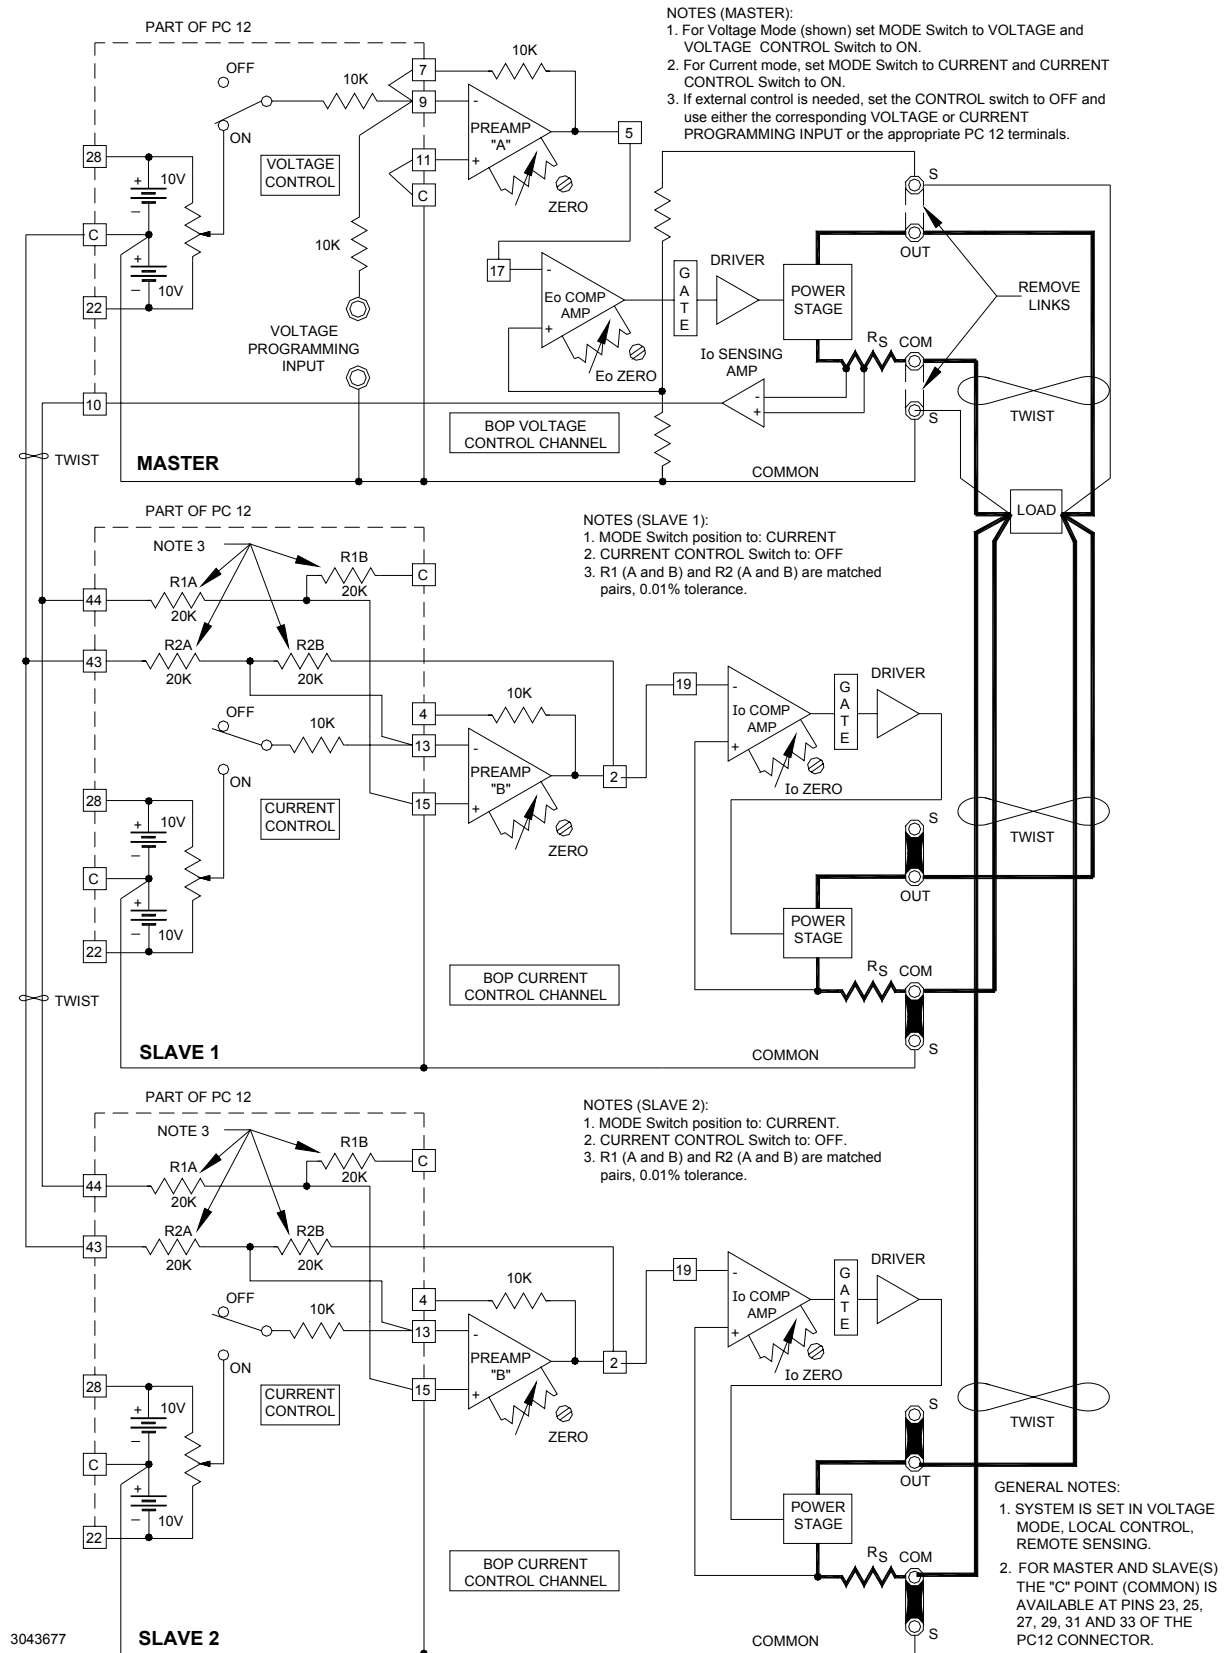 PART OF PC 12
NOTES (MASTER):
1. For Voltage Mode (shown) set MODE Switch to VOLTAGE and
VOLTAGE CONTROL Switch to ON.
2. For Current mode, set MODE Switch to CURRENT and CURRENT
CONTROL Switch to ON.
3. If external control is needed, set the CONTROL switch to OFF and
use either the corresponding VOLTAGE or CURRENT
PROGRAMMING INPUT or the appropriate PC 12 terminals.
OFF
10K
7
10K
9
-
PREAMP
"A"
+
5
ON
28
VOLTAGE
CONTROL
11
C
ZERO
+
10V
–
C
10K
+
10V
–
22
17
-
Eo COMP
AMP
+
Eo ZERO
GATE
DRIVER
POWER
STAGE
S
OUT
REMOVE
LINKS
VOLTAGE
PROGRAMMING
INPUT
Io SENSING
AMP
-
+
RS
COM
S
TWIST
10
BOP VOLTAGE
CONTROL CHANNEL
TWIST
MASTER
COMMON
LOAD
PART OF PC 12
NOTES (SLAVE 1):
1. MODE Switch position to: CURRENT
2. CURRENT CONTROL Switch to: OFF
3. R1 (A and B) and R2 (A and B) are matched
pairs, 0.01% tolerance.
NOTE 3
R1B
20K
C
R1A
20K
44
R2A
20K
R2B
20K
43
OFF
10K
4
10K
13
-
PREAMP
"B"
+
2
19
-
Io COMP
AMP
+
Io ZERO
GATE
DRIVER
ON
28
CURRENT
CONTROL
15
ZERO
+
10V
–
C
+
10V
–
22
S
OUT
TWIST
POWER
STAGE
RS
COM
S
BOP CURRENT
CONTROL CHANNEL
TWIST
SLAVE 1
COMMON
PART OF PC 12
NOTES (SLAVE 2):
1. MODE Switch position to: CURRENT.
2. CURRENT CONTROL Switch to: OFF.
3. R1 (A and B) and R2 (A and B) are matched
pairs, 0.01% tolerance.
NOTE 3
R1B
20K
C
R1A
20K
44
R2A
20K
R2B
20K
43
OFF
10K
4
10K
13
-
PREAMP
"B"
+
2
19
-
Io COMP
AMP
+
Io ZERO
GATE
DRIVER
ON
28
CURRENT
CONTROL
15
ZERO
+
10V
–
C
+
10V
–
22
S
OUT
TWIST
POWER
STAGE
RS
COM
S
BOP CURRENT
CONTROL CHANNEL
GENERAL NOTES:
1. SYSTEM IS SET IN VOLTAGE
MODE, LOCAL CONTROL,
REMOTE SENSING.
2. FOR MASTER AND SLAVE(S)
THE "C" POINT (COMMON) IS
AVAILABLE AT PINS 23, 25,
27, 29, 31 AND 33 OF THE
PC12 CONNECTOR.
3043677
SLAVE 2
COMMON